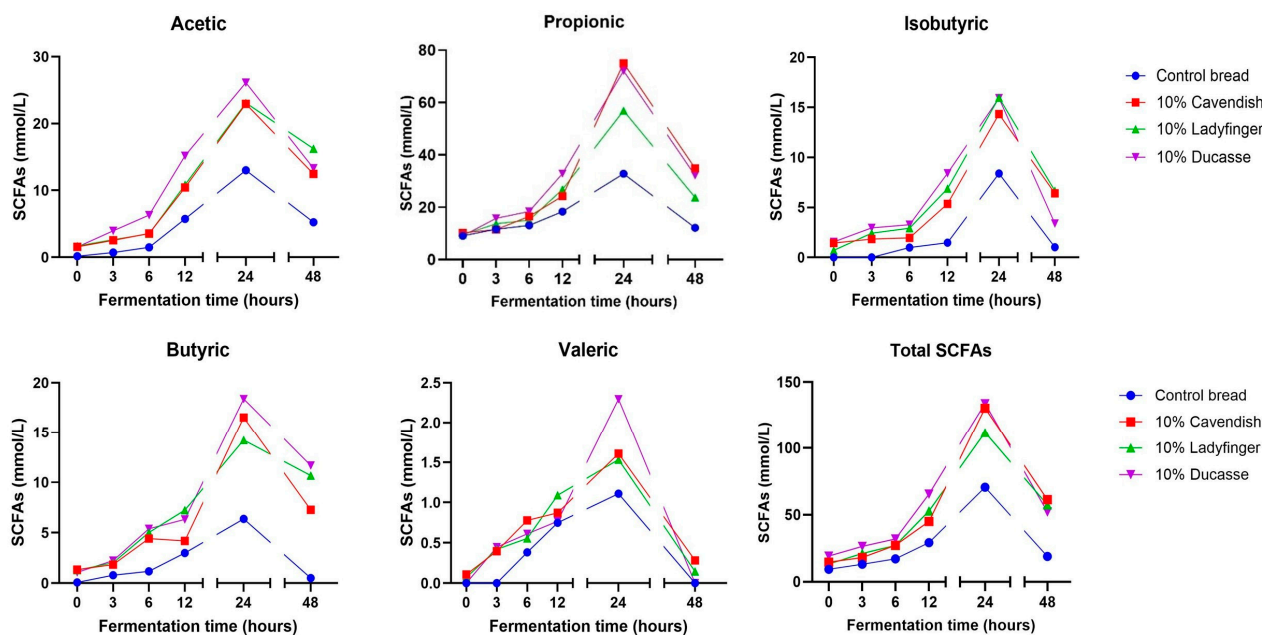 Acetic
SCFAs (mmol/L)
30
20
10
0
0 3 6 12 24 48
Fermentation time (hours)
Propionic
SCFAs (mmol/L)
80
60
40
20
0
0 3 6 12 24 48
Fermentation time (hours)
Isobutyric
SCFAs (mmol/L)
20
15
10
5
0
0 3 6 12 24 48
Fermentation time (hours)
Control bread
10% Cavendish
10% Ladyfinger
10% Ducasse
Butyric
SCFAs (mmol/L)
20
15
10
5
0
0 3 6 12 24 48
Fermentation time (hours)
Valeric
SCFAs (mmol/L)
2.5
2.0
1.5
1.0
0.5
0.0
0 3 6 12 24 48
Fermentation time (hours)
Total SCFAs
SCFAs (mmol/L)
150
100
50
0
0 3 6 12 24 48
Fermentation time (hours)
Control bread
10% Cavendish
10% Ladyfinger
10% Ducasse